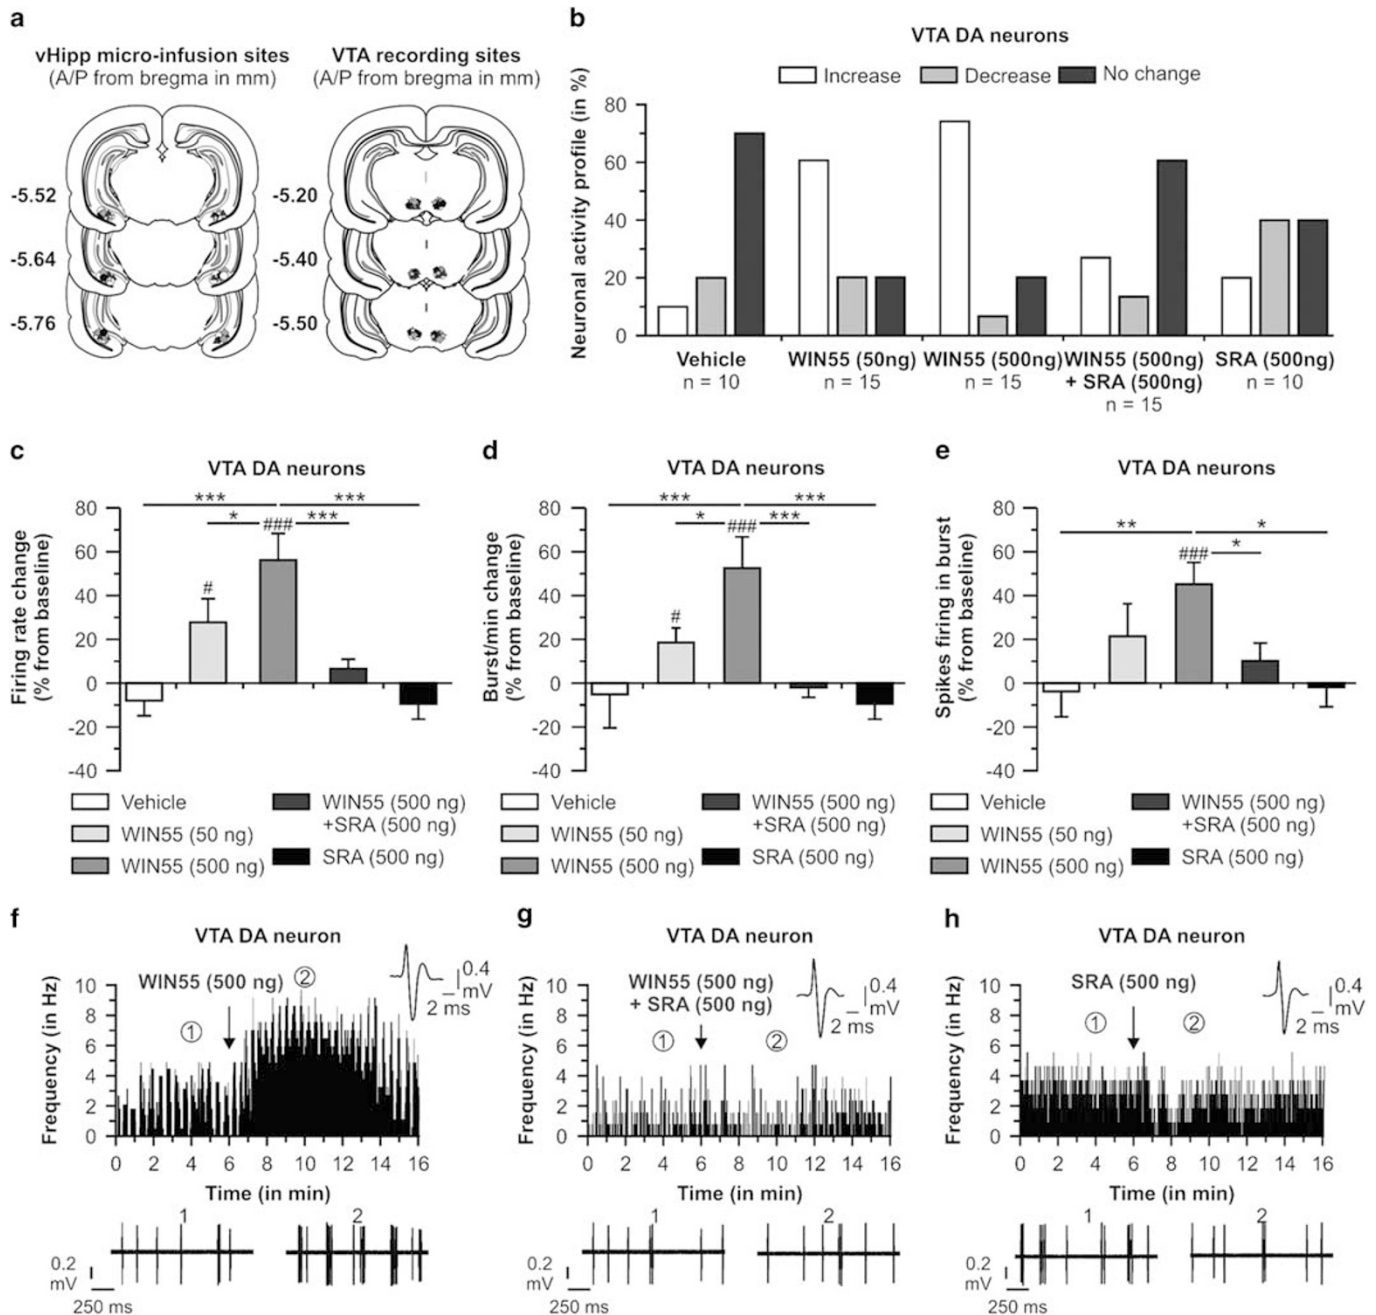 a
vHipp micro-infusion sites
(A/P from bregma in mm)
VTA recording sites
(A/P from bregma in mm)
-5.52
-5.64
-5.76
-5.20
-5.40
-5.50
b
VTA DA neurons
Increase
Decrease
No change
Neuronal activity profile (in %)
80
60
40
20
0
Vehicle
n = 10
WIN55 (50ng)
n = 15
WIN55 (500ng)
n = 15
WIN55 (500ng)
+ SRA (500ng)
n = 15
SRA (500ng)
n = 10
c
VTA DA neurons
Firing rate change
(% from baseline)
80
60
40
20
0
-20
-40
*** ***
* ### ***
#
Vehicle
WIN55 (50 ng)
WIN55 (500 ng)
WIN55 (500 ng)
+SRA (500 ng)
SRA (500 ng)
d
VTA DA neurons
Burst/min change
(% from baseline)
80
60
40
20
0
-20
-40
*** ***
* ### ***
#
Vehicle
WIN55 (50 ng)
WIN55 (500 ng)
WIN55 (500 ng)
+SRA (500 ng)
SRA (500 ng)
e
VTA DA neurons
Spikes firing in burst
(% from baseline)
80
60
40
20
0
-20
-40
** *
### *
Vehicle
WIN55 (50 ng)
WIN55 (500 ng)
WIN55 (500 ng)
+SRA (500 ng)
SRA (500 ng)
f
VTA DA neuron
WIN55 (500 ng)
①
②
0.4
mV
2 ms
Frequency (in Hz)
10
8
6
4
2
0
0 2 4 6 8 10 12 14 16
Time (in min)
1
2
0.2
mV
250 ms
g
VTA DA neuron
WIN55 (500 ng)
+ SRA (500 ng)
①
②
0.4
mV
2 ms
Frequency (in Hz)
10
8
6
4
2
0
0 2 4 6 8 10 12 14 16
Time (in min)
1
2
0.2
mV
250 ms
h
VTA DA neuron
SRA (500 ng)
①
②
0.4
mV
2 ms
Frequency (in Hz)
10
8
6
4
2
0
0 2 4 6 8 10 12 14 16
Time (in min)
1
2
0.2
mV
250 ms